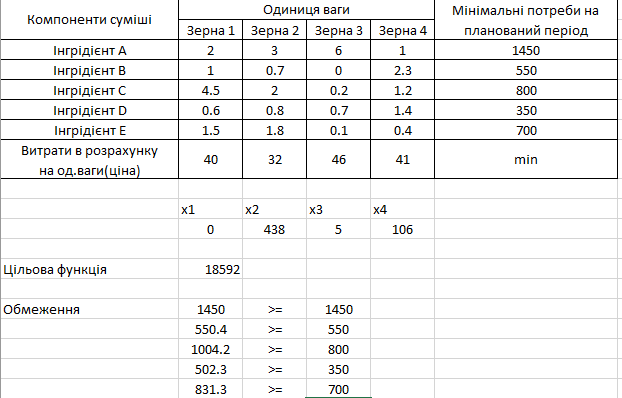 Компоненти суміші Одиниця ваги Мінімальні потреби на планований період
Зерна 1 Зерна 2 Зерна 3 Зерна 4
Інгрідієнт A 2 3 6 1 1450
Інгрідієнт B 1 0.7 0 2.3 550
Інгрідієнт C 4.5 2 0.2 1.2 800
Інгрідієнт D 0.6 0.8 0.7 1.4 350
Інгрідієнт E 1.5 1.8 0.1 0.4 700
Витрати в розрахунку на од.ваги(ціна) 40 32 46 41 min
x1 x2 x3 x4
0 438 5 106
Цільова функція 18592
Обмеження 1450 >= 1450
550.4 >= 550
1004.2 >= 800
502.3 >= 350
831.3 >= 700